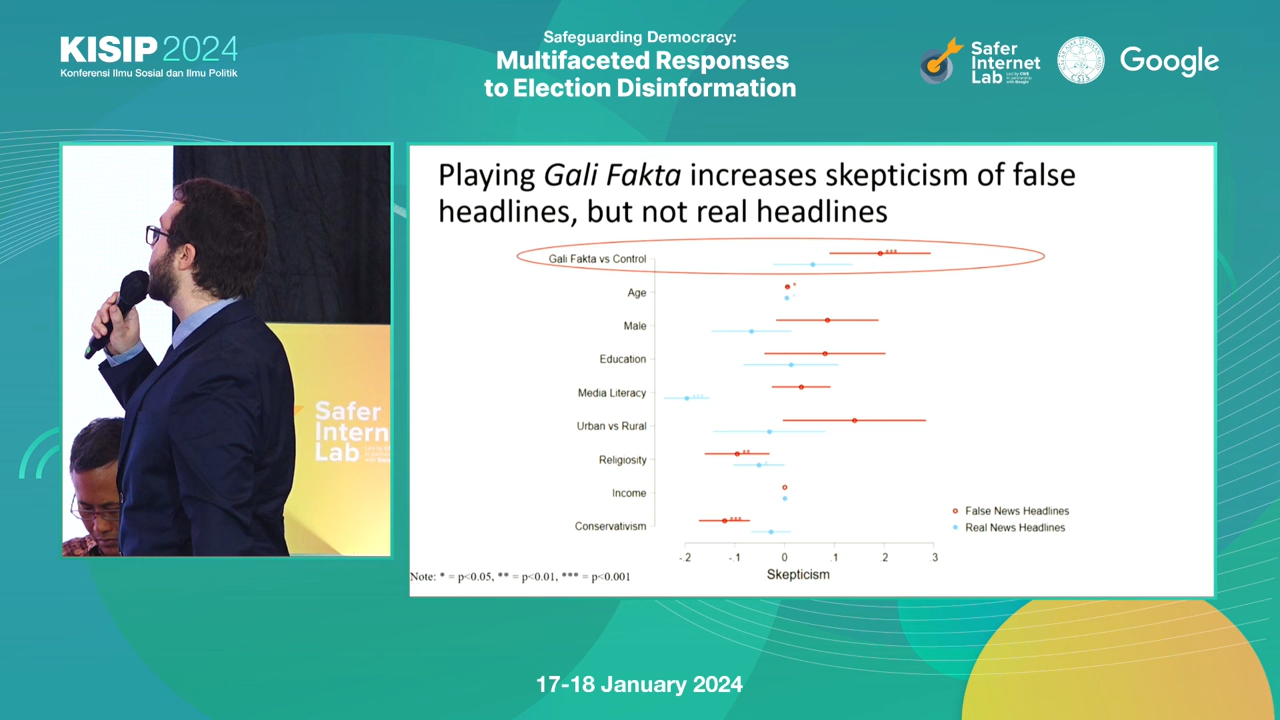 KISIP 2024
Konferensi Ilmu Sosial dan Ilmu Politik
Safeguarding Democracy:
Multifaceted Responses
to Election Disinformation
Safer
Internet
Lab
Google
Playing Gali Fakta increases skepticism of false
headlines, but not real headlines
Gali Fakta vs Control
***
Age
*
Male
Education
Media Literacy
***
Urban vs Rural
Religiosity
**
Income
Conservativism
***
False News Headlines
Real News Headlines
-.2 -.1 0 .1 .2 .3
Skepticism
Note: * = p<0.05, ** = p<0.01, *** = p<0.001
Safer
Intern
Lab
17-18 January 2024